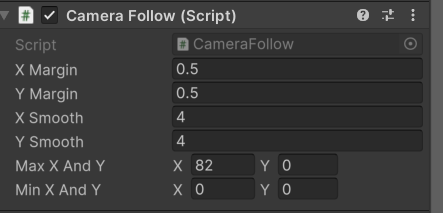 Camera Follow (Script)
Script CameraFollow
X Margin 0.5
Y Margin 0.5
X Smooth 4
Y Smooth 4
Max X And Y X 82 Y 0
Min X And Y X 0 Y 0